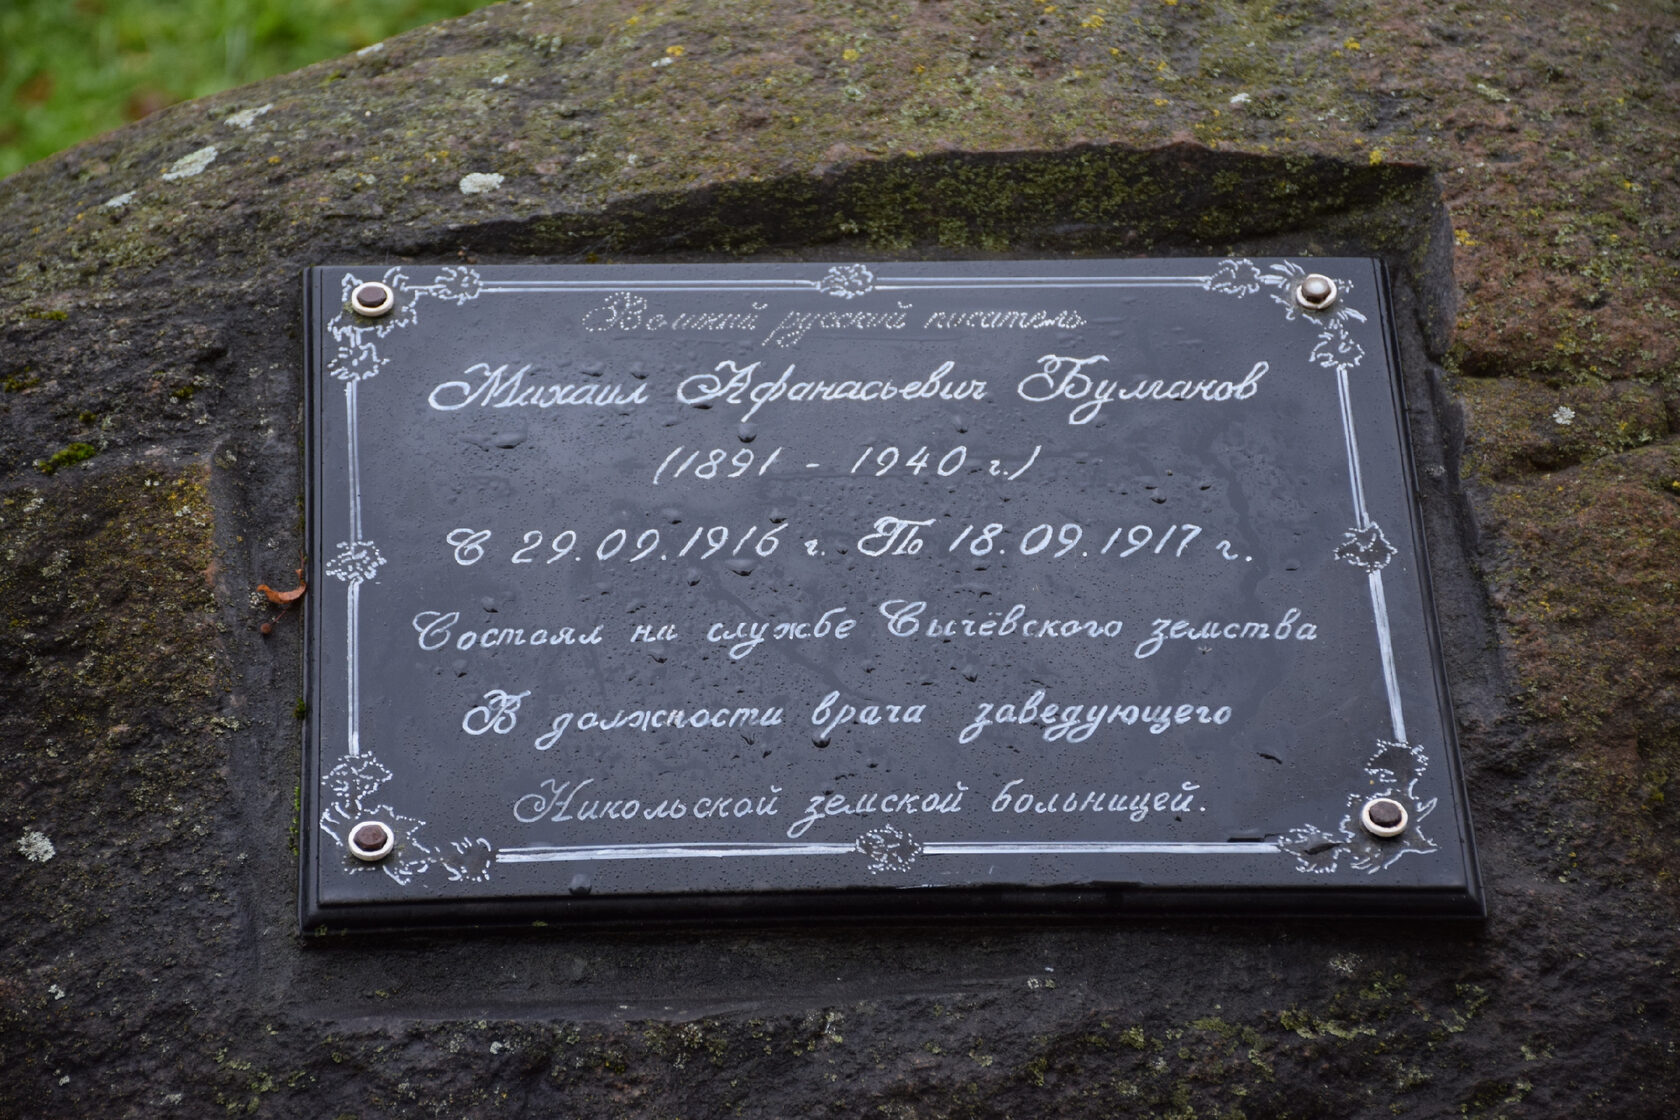 Великий русский писатель
Михаил Афанасьевич Булгаков
(1891 - 1940 г.)
С 29.09.1916 г. По 18.09.1917 г.
Состоял на службе Сычёвского земства
В должности врача заведующего
Никольской земской больницей.